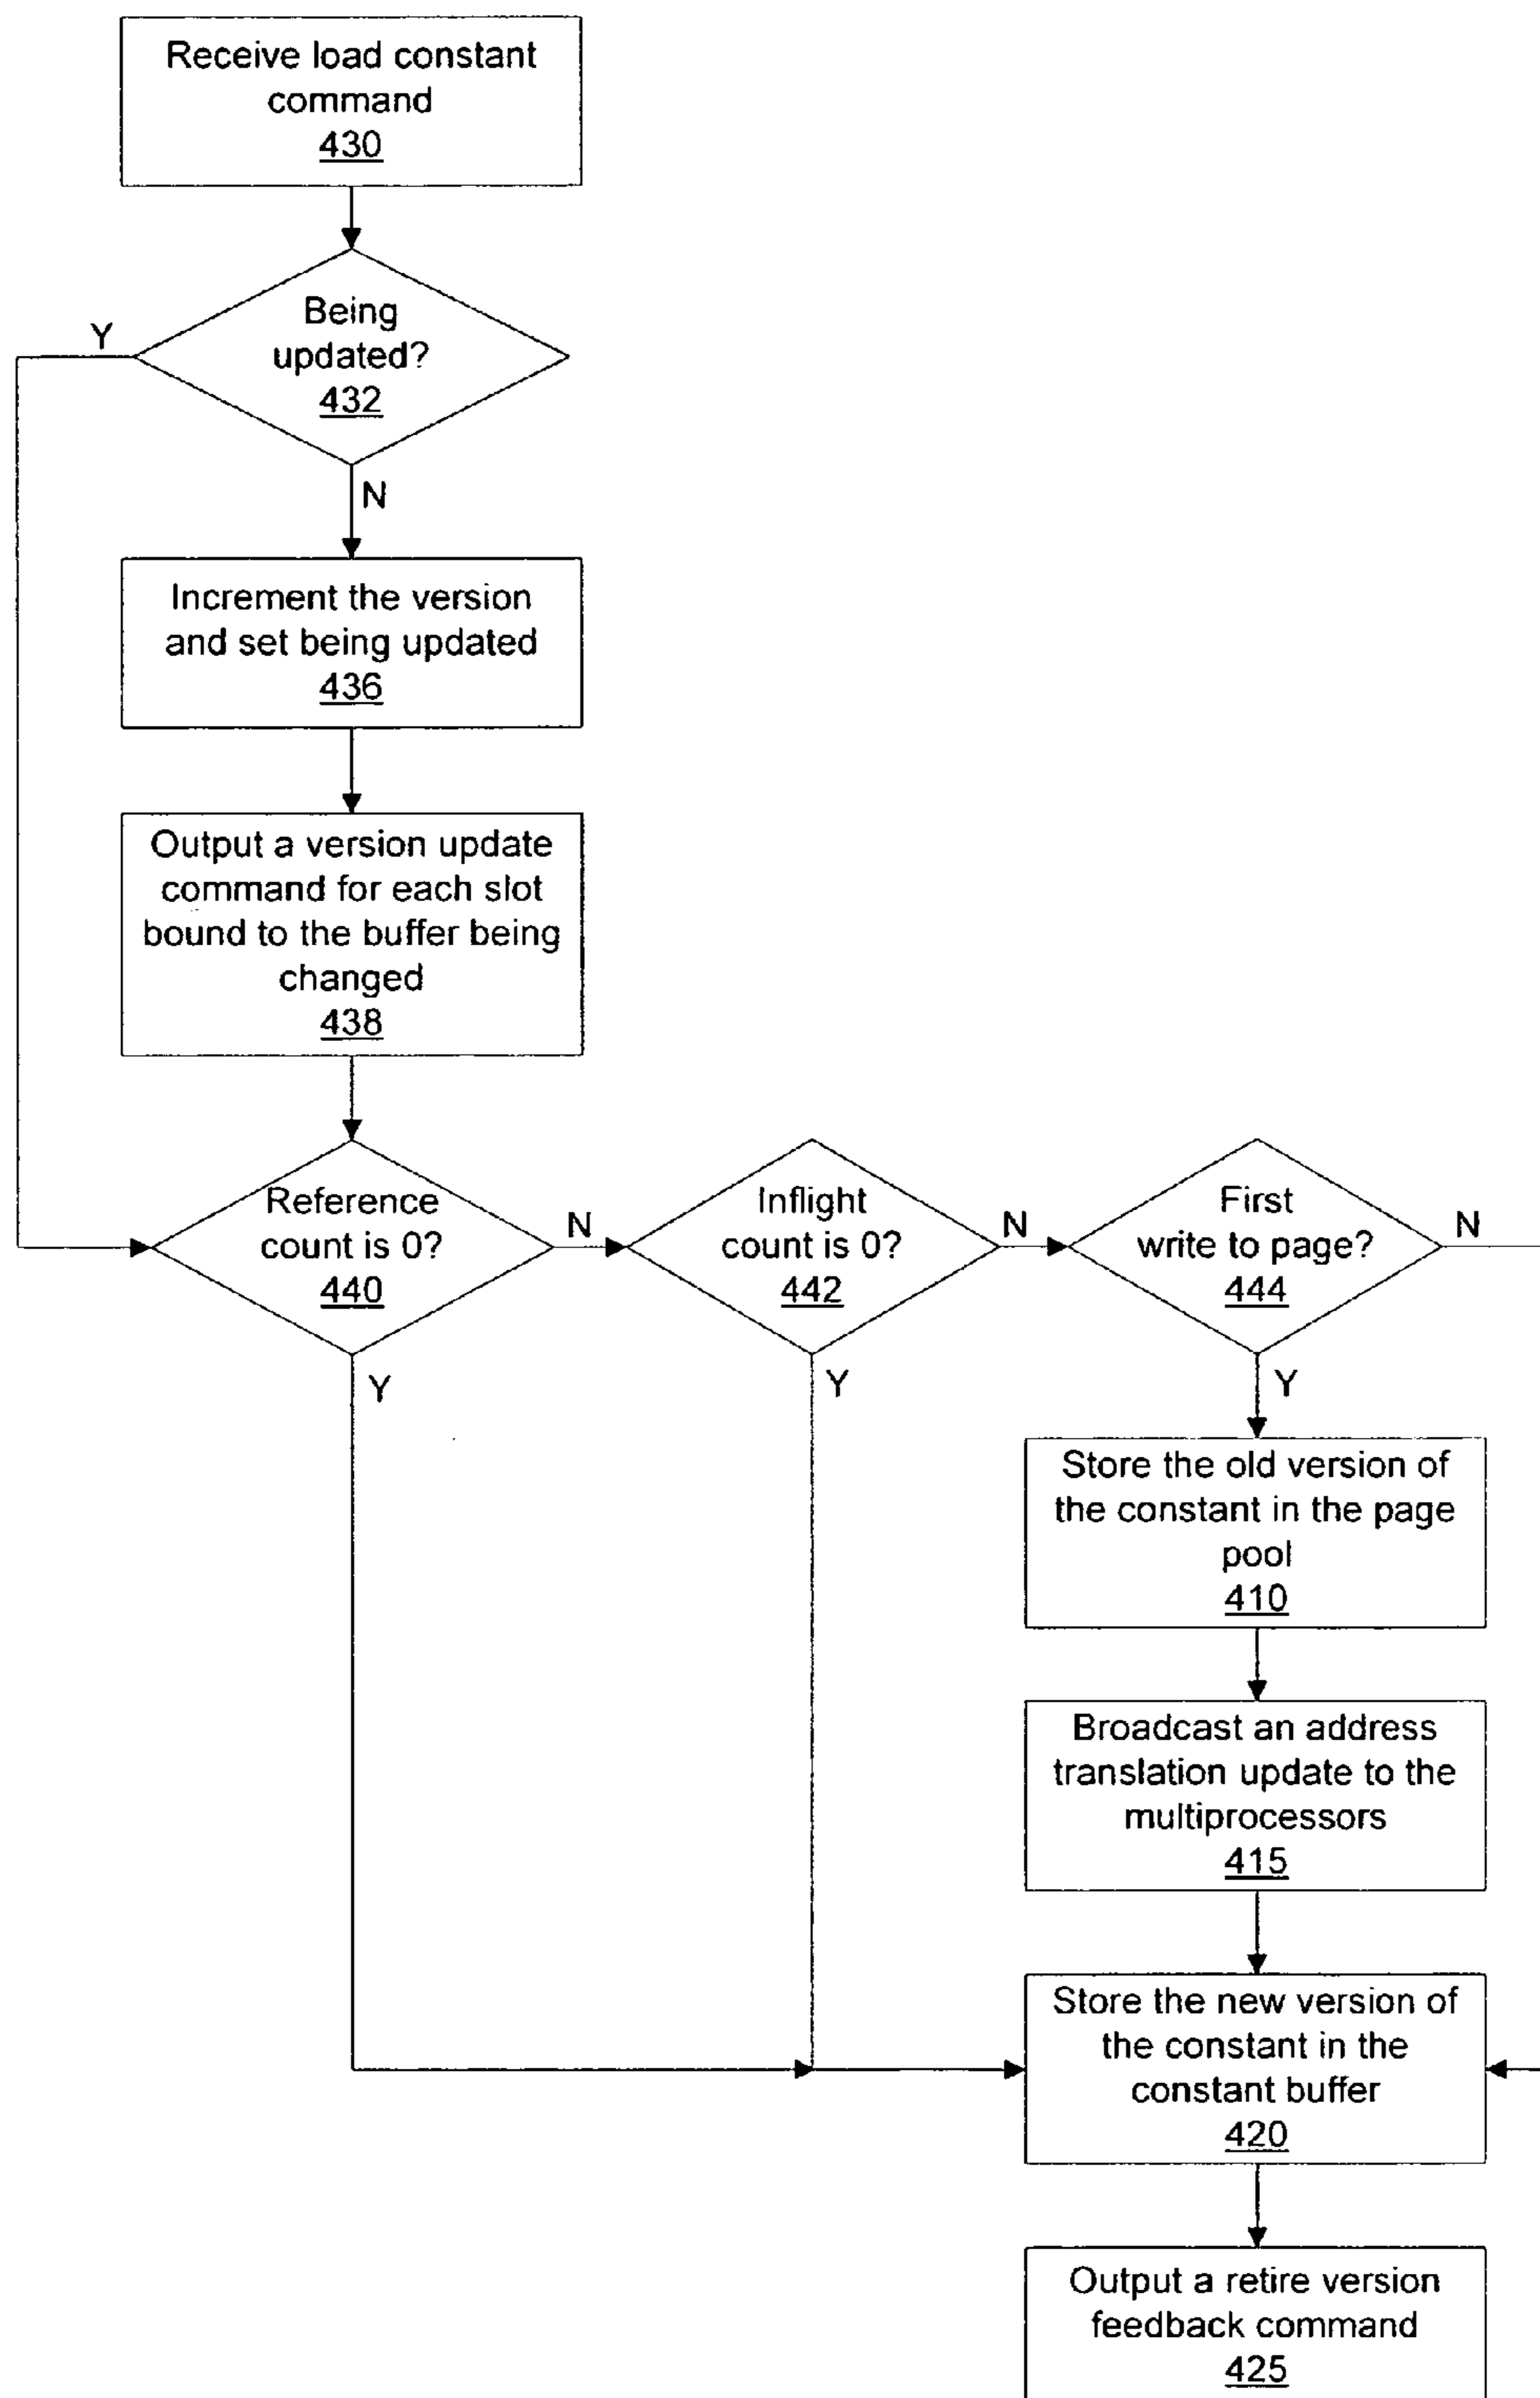 Receive load constant
command
430
Being
updated?
432
Y
N
Increment the version
and set being updated
436
Output a version update
command for each slot
bound to the buffer being
changed
438
Reference
count is 0?
440
N
Y
Inflight
count is 0?
442
N
Y
First
write to page?
444
N
Y
Store the old version of
the constant in the page
pool
410
Broadcast an address
translation update to the
multiprocessors
415
Store the new version of
the constant in the
constant buffer
420
Output a retire version
feedback command
425